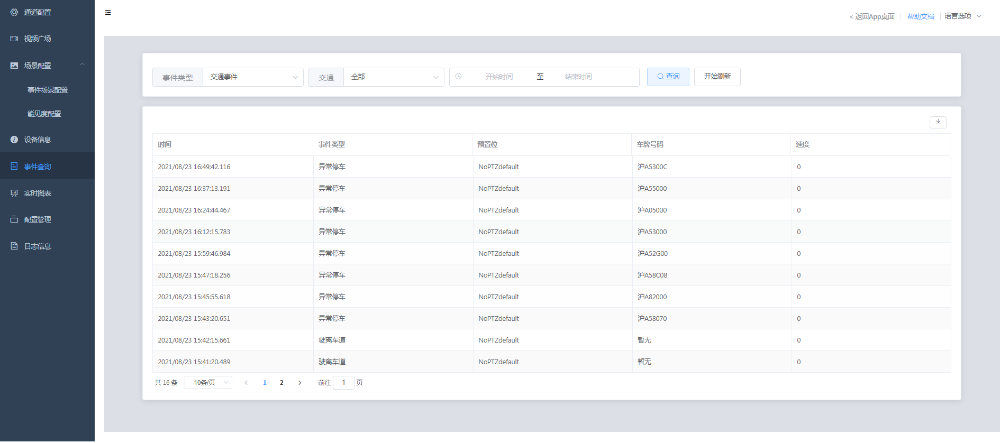 通道配置
视频广场
场景配置
事件场景配置
能见度配置
设备信息
事件查询
实时图表
配置管理
日志信息
< 返回App桌面 帮助文档 语言选项
事件类型 交通事件 交通 全部 开始时间 至 结束时间 查询 开始刷新
时间 事件类型 预置位 车牌号码 速度
2021/08/23 16:49:42.116 异常停车 NoPTZdefault 沪A5300C 0
2021/08/23 16:37:13.191 异常停车 NoPTZdefault 沪A55000 0
2021/08/23 16:24:44.467 异常停车 NoPTZdefault 沪A05000 0
2021/08/23 16:12:15.783 异常停车 NoPTZdefault 沪A53000 0
2021/08/23 15:59:46.984 异常停车 NoPTZdefault 沪A52G00 0
2021/08/23 15:47:18.256 异常停车 NoPTZdefault 沪A58C08 0
2021/08/23 15:45:55.618 异常停车 NoPTZdefault 沪A82000 0
2021/08/23 15:43:20.651 异常停车 NoPTZdefault 沪A58070 0
2021/08/23 15:42:15.661 驶离车道 NoPTZdefault 暂无 0
2021/08/23 15:41:20.489 驶离车道 NoPTZdefault 暂无 0
共 16 条 10条/页 < 1 2 > 前往 1 页